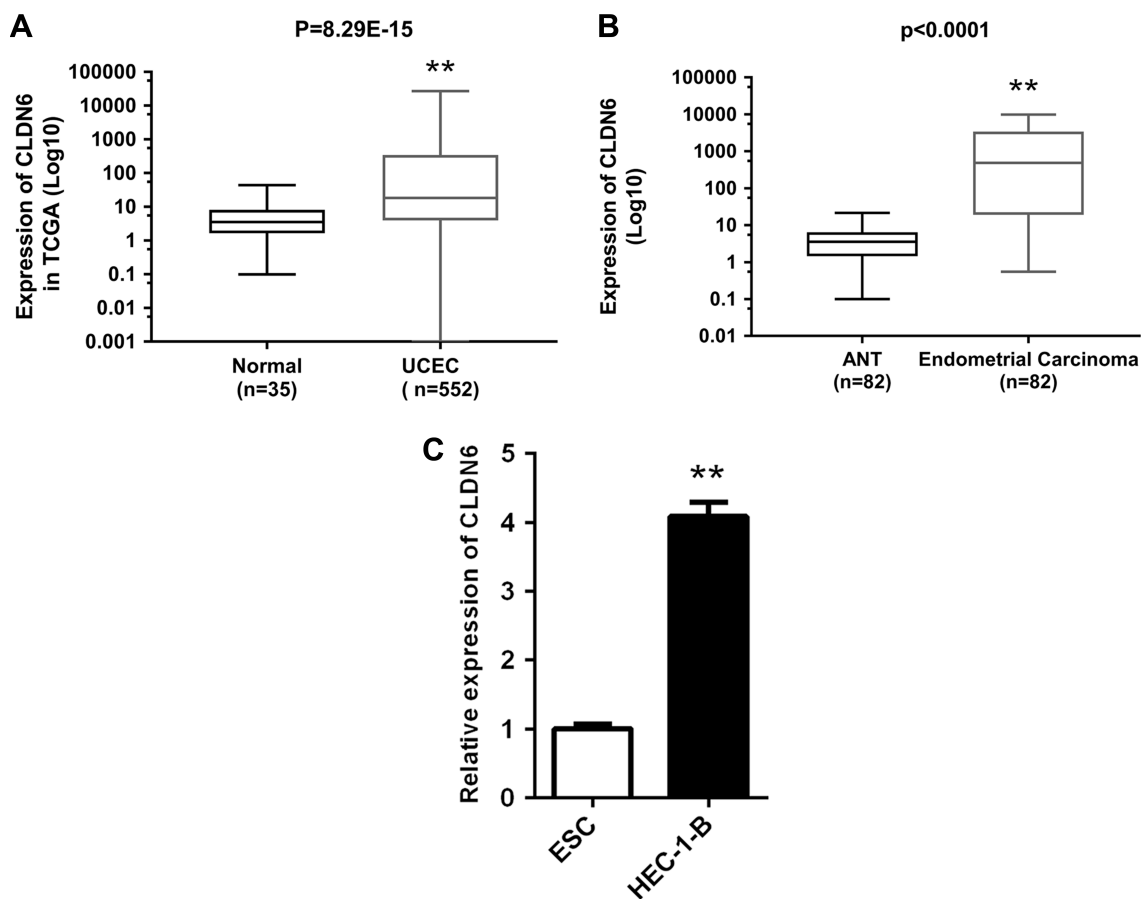 A
P=8.29E-15
**
Expression of CLDN6
in TCGA (Log10)
100000
10000
1000
100
10
1
0.1
0.01
0.001
Normal
(n=35)
UCEC
( n=552)
B
p<0.0001
**
Expression of CLDN6
(Log10)
100000
10000
1000
100
10
1
0.1
0.01
ANT
(n=82)
Endometrial Carcinoma
(n=82)
C
**
Relative expression of CLDN6
5
4
3
2
1
0
ESC
HEC-1-B